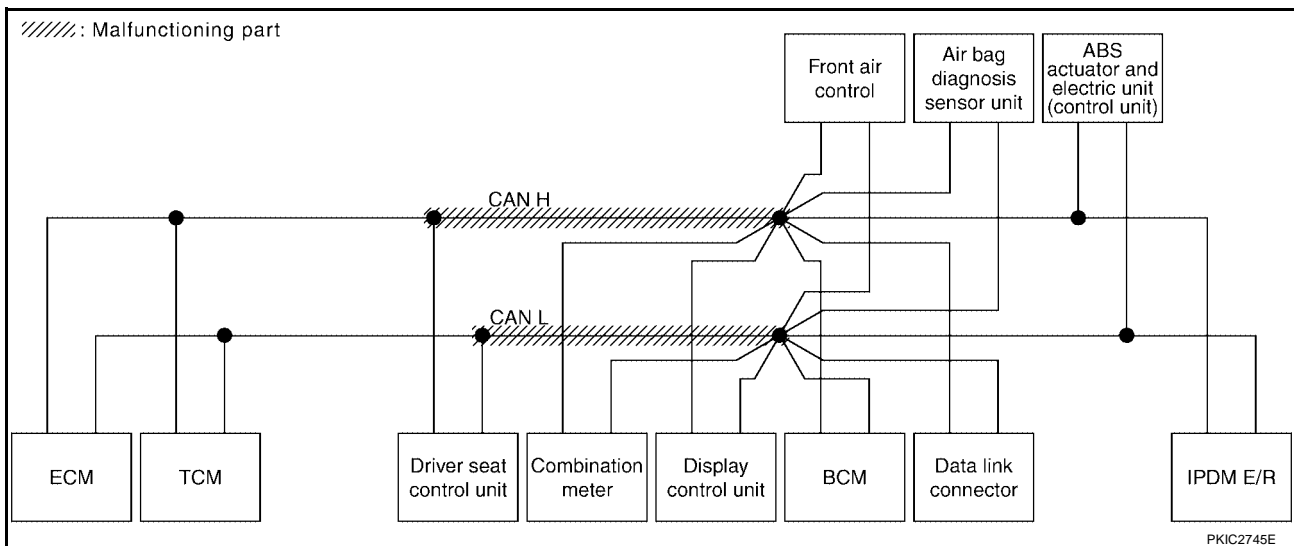 : Malfunctioning part
Front air
control
Air bag
diagnosis
sensor unit
ABS
actuator and
electric unit
(control unit)
CAN H
CAN L
ECM
TCM
Driver seat
control unit
Combination
meter
Display
control unit
BCM
Data link
connector
IPDM E/R
PKIC2745E